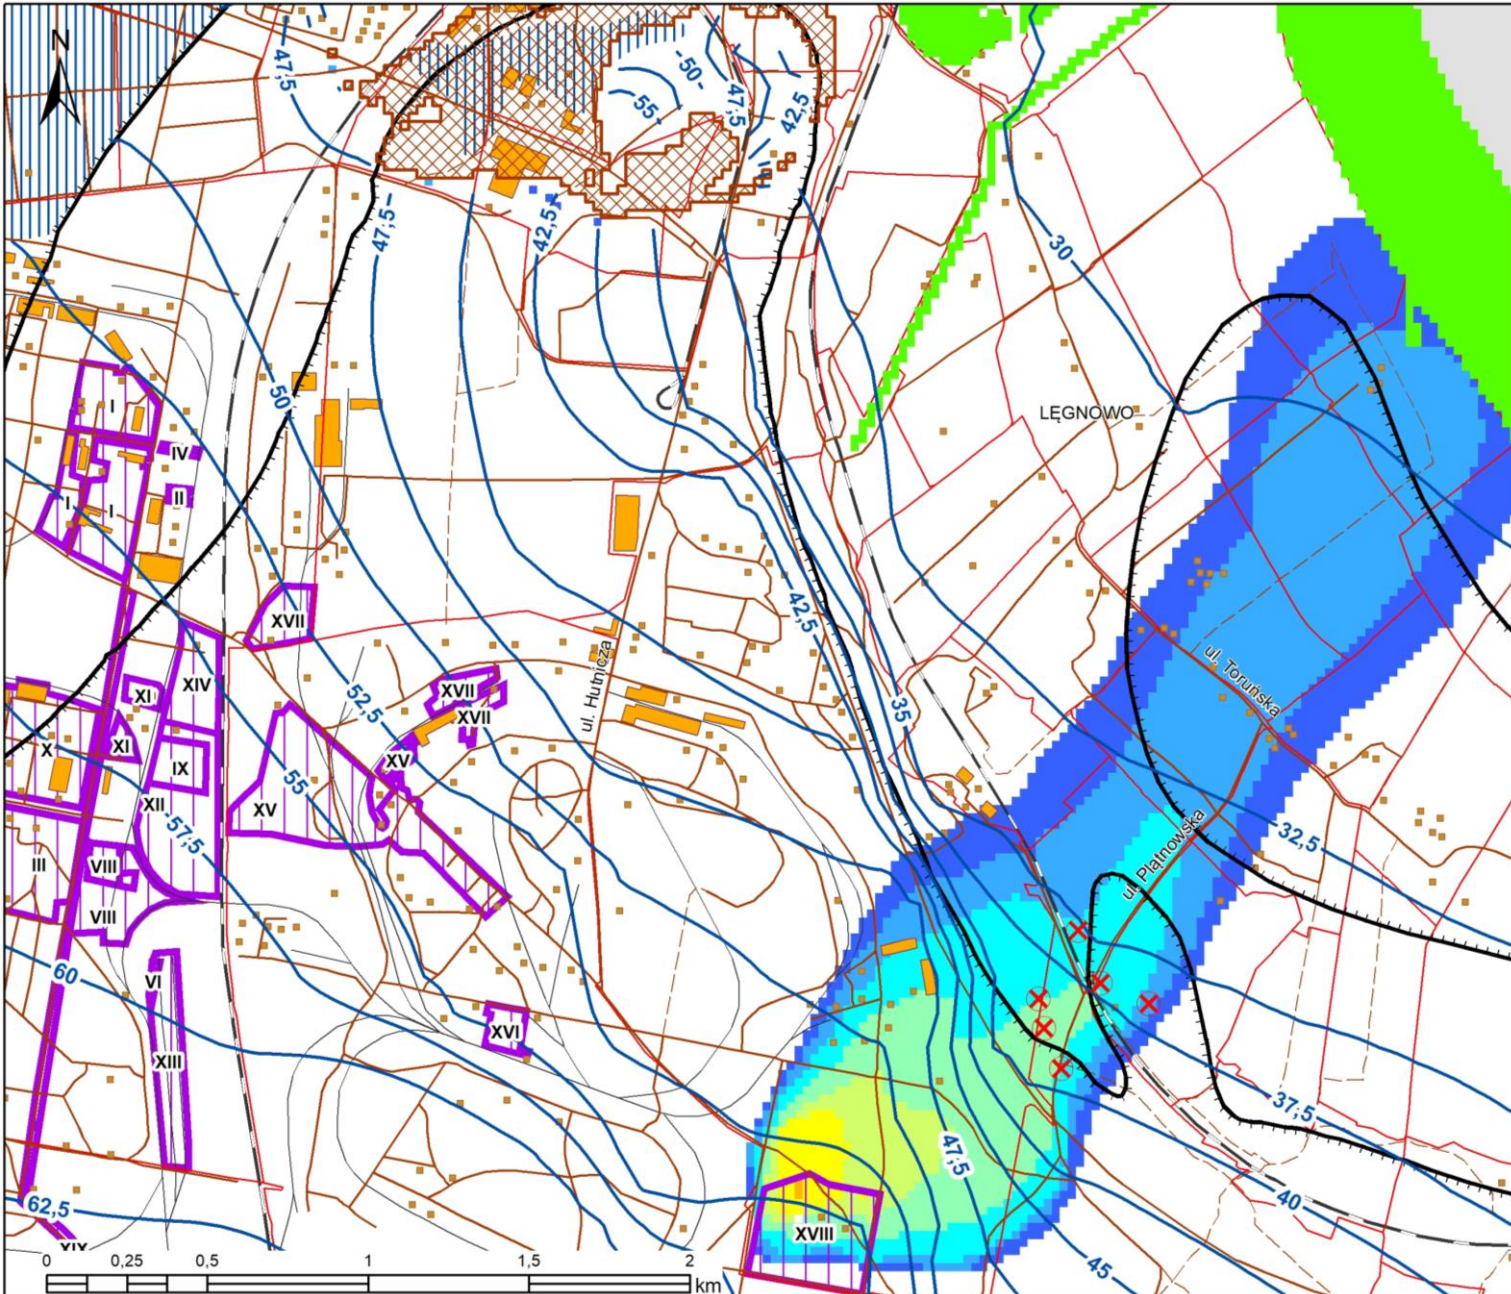 N
47,5
-50-
55-
47,5
42,5
47,5-
42,5
30
50
LĘGNOWO
I
IV
II
I
I
XVII
42,5
ul. Hutnicza
ul. Toruńska
XIV
XI
XVII
XVII
52,5
35
X
XI
IX
XV
XV
55
XII
57,5
ul. Płątnowska
32,5
III
VIII
VIII
60
VI
XVI
XIII
37,5
47,5
40
62,5
XVIII
XIX
45
0 0,25 0,5 1 1,5 2
km